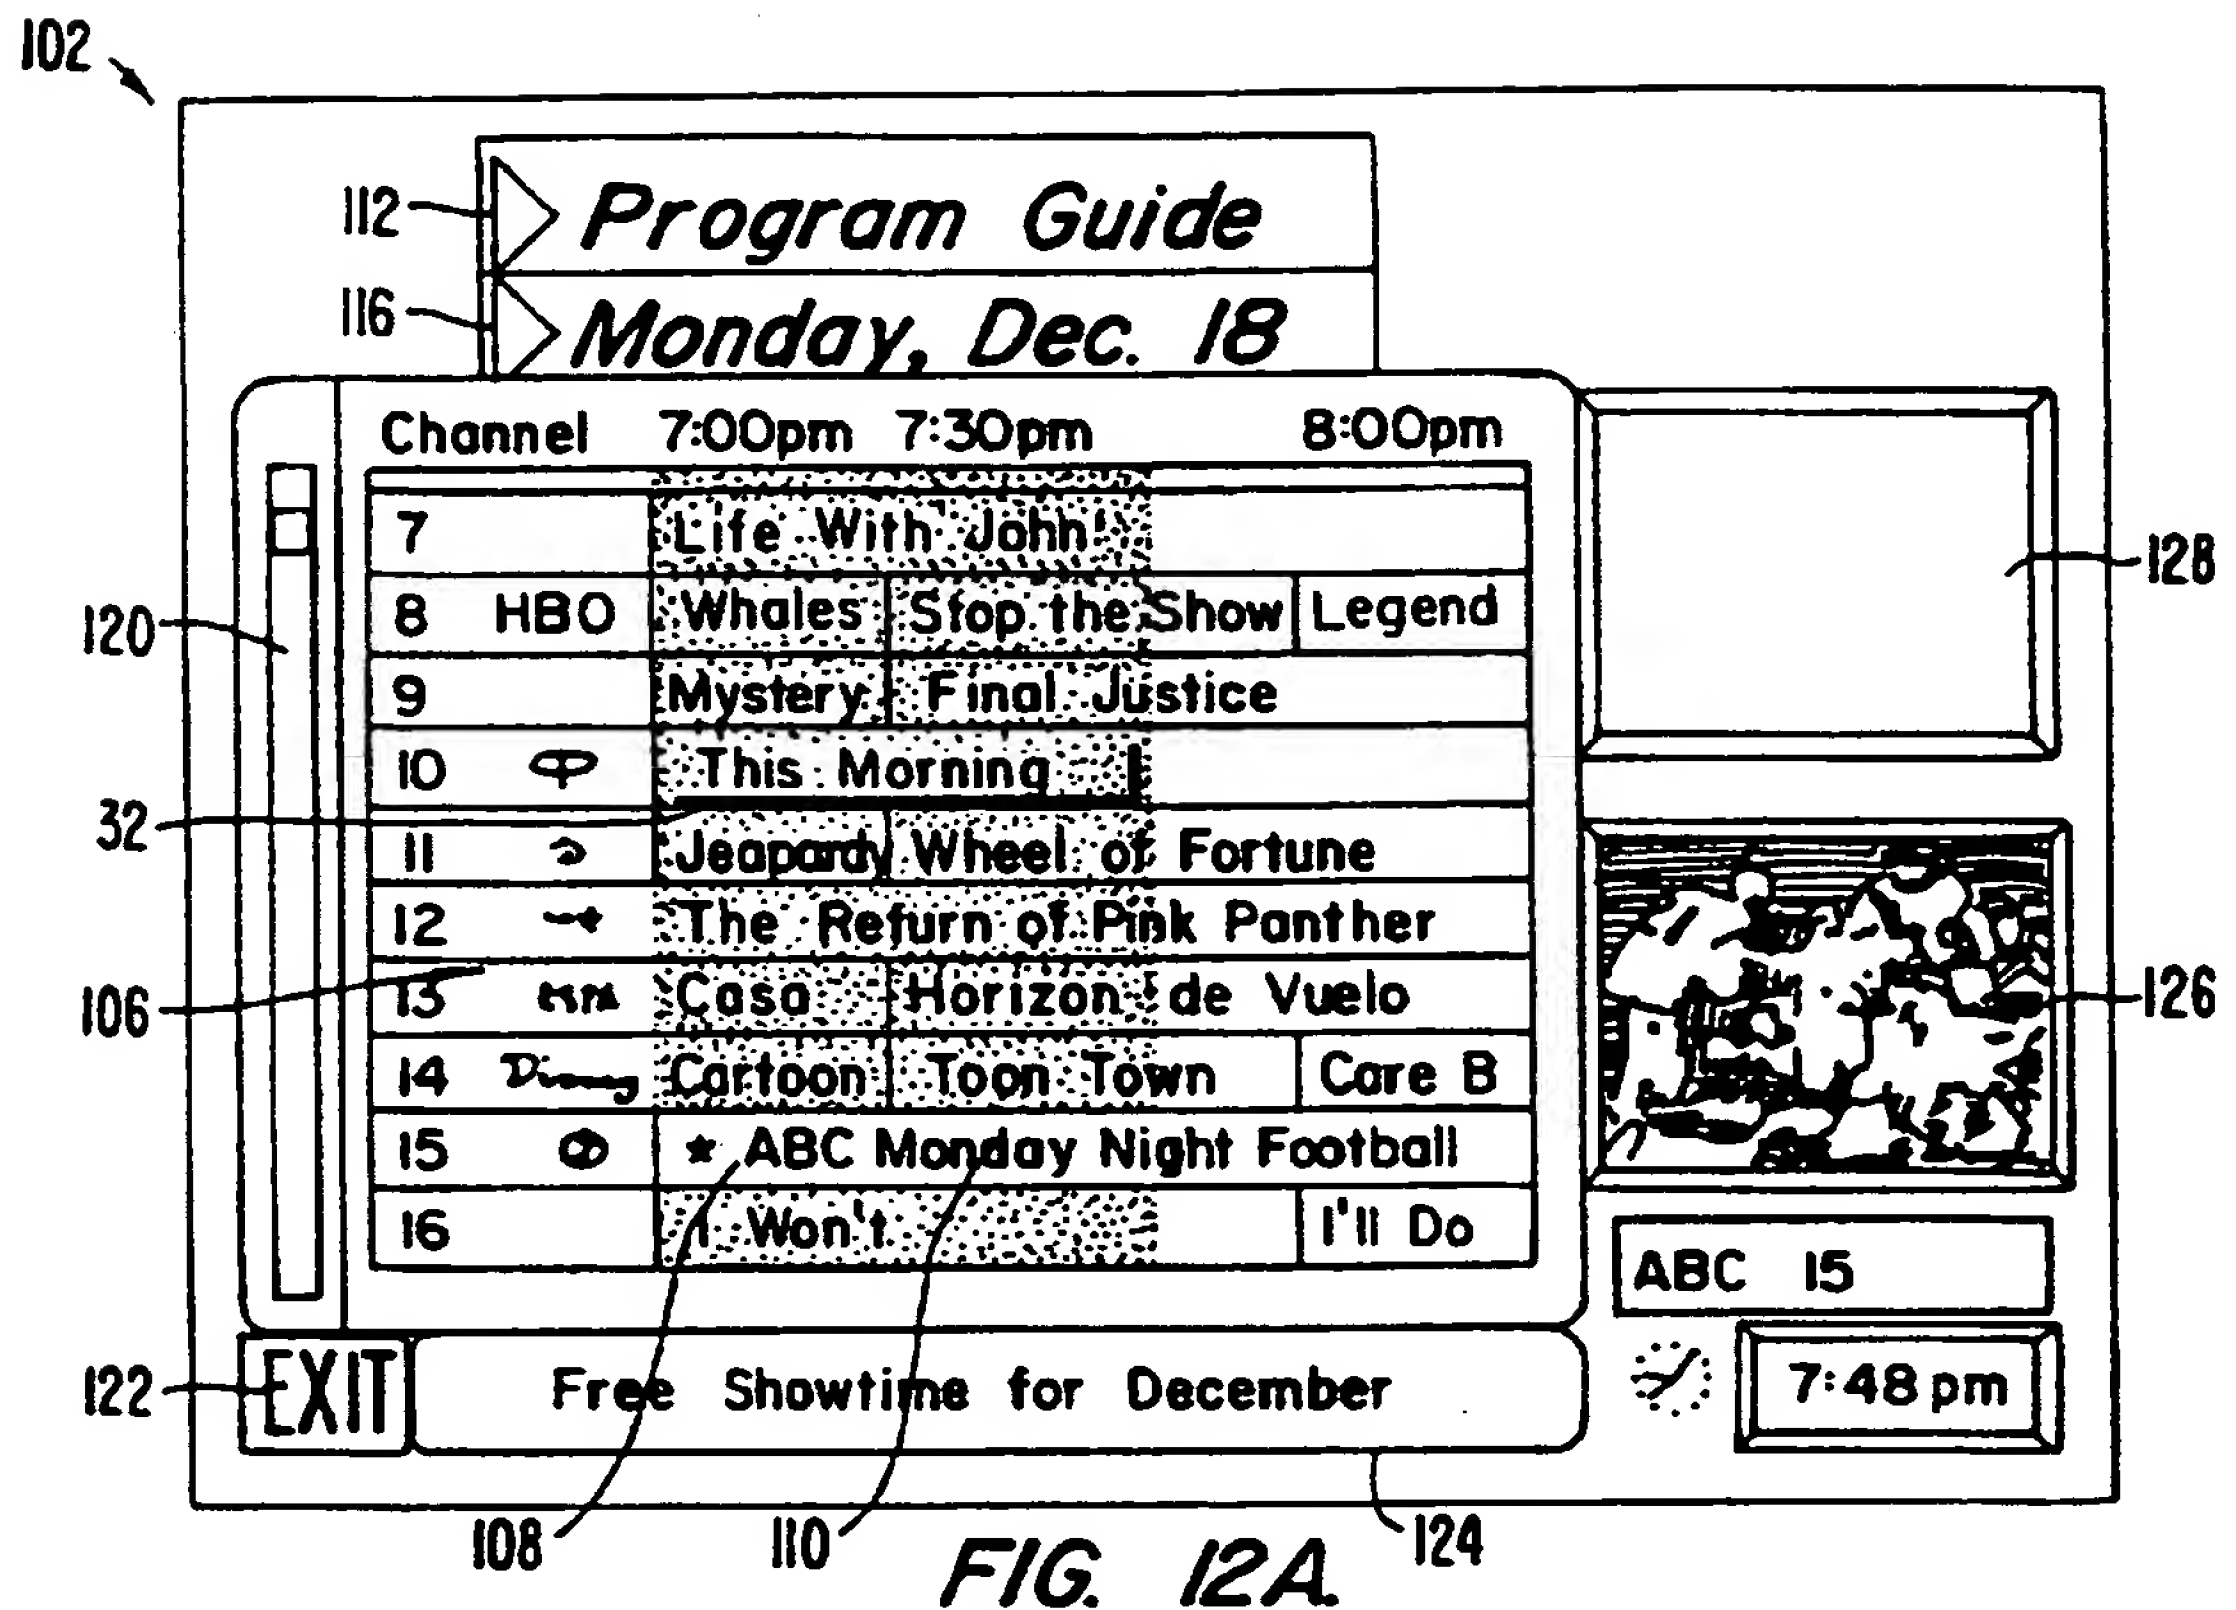 102
112 Program Guide
116 Monday, Dec. 18
Channel 7:00pm 7:30pm 8:00pm
7 Life With John
8 HBO Whales Stop the Show Legend
128
120
9 Mystery Final Justice
10 This Morning
32
11 Jeapardy Wheel of Fortune
12 The Return of Pink Panther
106
13 Casa Horizon de Vuelo
126
14 Disney Cartoon Toon Town Care B
15 * ABC Monday Night Football
16 I Won't I'll Do
ABC 15
122 EXIT Free Showtime for December 7:48 pm
108 110 124
FIG. 12A.